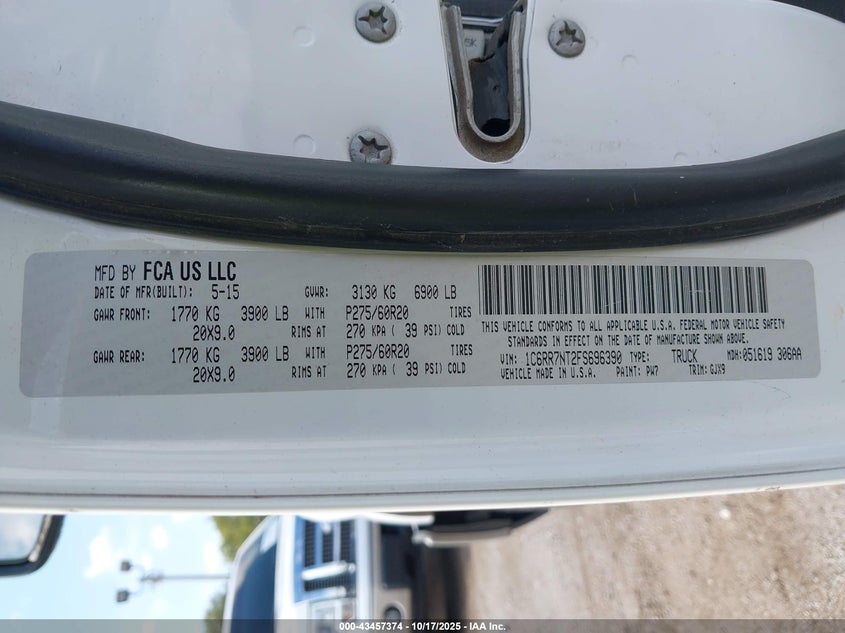 MFD BY FCA US LLC
DATE OF MFR(BUILT): 5-15 GVWR: 3130 KG 6900 LB
GAWR FRONT: 1770 KG 3900 LB WITH P275/60R20 TIRES
20X9.0 RIMS AT 270 KPA ( 39 PSI) COLD
GAWR REAR: 1770 KG 3900 LB WITH P275/60R20 TIRES
20X9.0 RIMS AT 270 KPA ( 39 PSI) COLD
THIS VEHICLE CONFORMS TO ALL APPLICABLE U.S.A. FEDERAL MOTOR VEHICLE SAFETY
STANDARDS IN EFFECT ON THE DATE OF MANUFACTURE SHOWN ABOVE.
VIN: 1C6RR7NT2FS696390 TYPE: TRUCK MDH: 051619 306AA
VEHICLE MADE IN U.S.A. PAINT: PW7 TRIM: GJX9
000-43457374 | 10/17/2025 - IAA Inc.